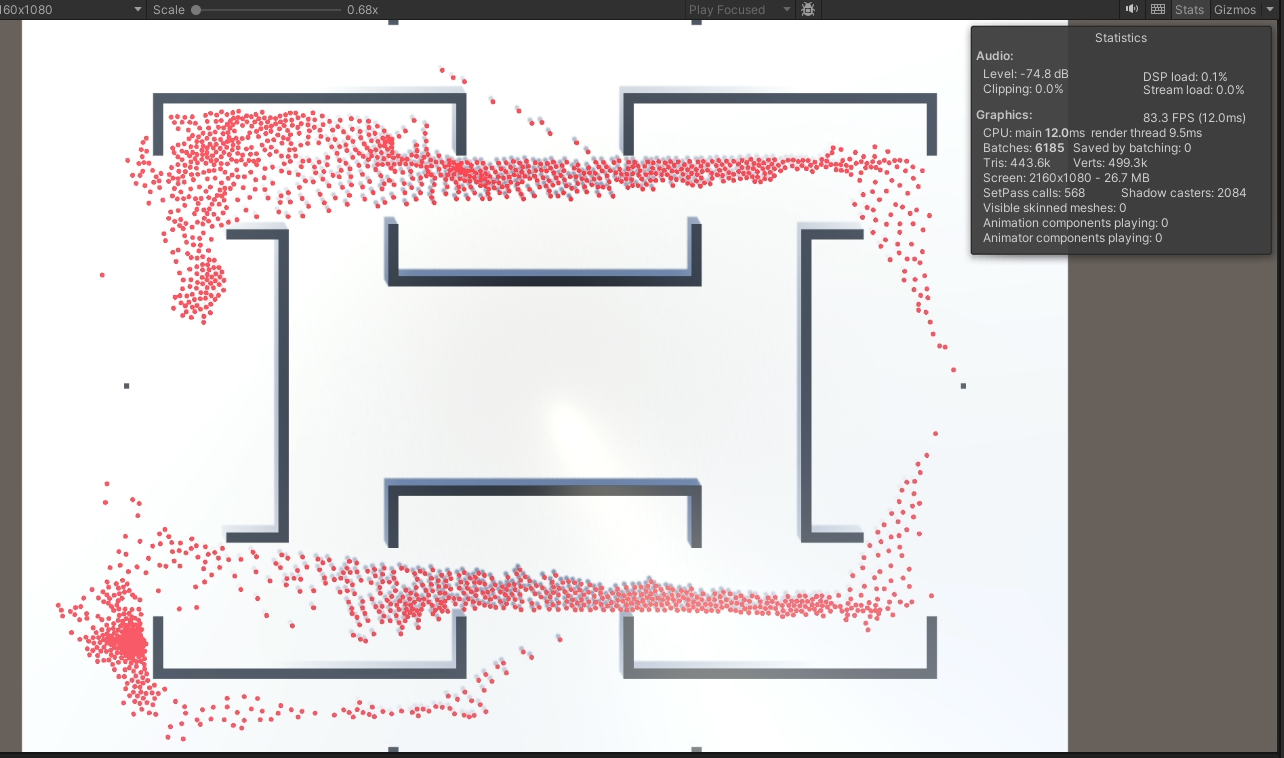 160x1080 Scale 0.68x Play Focused Stats Gizmos
Statistics
Audio:
Level: -74.8 dB DSP load: 0.1%
Clipping: 0.0% Stream load: 0.0%
Graphics: 83.3 FPS (12.0ms)
CPU: main 12.0ms render thread 9.5ms
Batches: 6185 Saved by batching: 0
Tris: 443.6k Verts: 499.3k
Screen: 2160x1080 - 26.7 MB
SetPass calls: 568 Shadow casters: 2084
Visible skinned meshes: 0
Animation components playing: 0
Animator components playing: 0